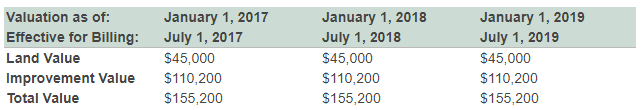 Valuation as of: January 1, 2017 January 1, 2018 January 1, 2019
Effective for Billing: July 1, 2017 July 1, 2018 July 1, 2019
Land Value $45,000 $45,000 $45,000
Improvement Value $110,200 $110,200 $110,200
Total Value $155,200 $155,200 $155,200